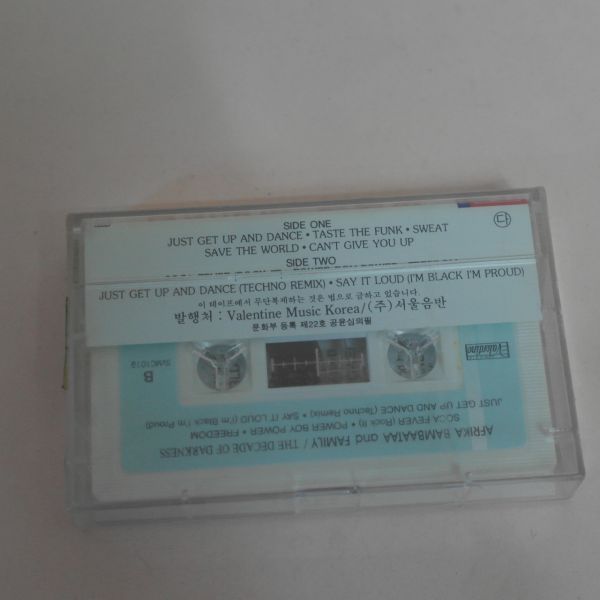 다
SIDE ONE
JUST GET UP AND DANCE • TASTE THE FUNK • SWEAT
SAVE THE WORLD • CAN'T GIVE YOU UP
SIDE TWO
JUST GET UP AND DANCE (TECHNO REMIX) • SAY IT LOUD (I'M BLACK I'M PROUD)
이 테이프에서 무단복제하는 것은 법으로 금하고 있습니다.
발행처 : Valentine Music Korea/(주)서울음반
문화부 등록 제22호 공윤심의필
AFRIKA BAMBAATAA and FAMILY / THE DECADE OF DARKNESS
FEVER (Rock It) • POWER BOY POWER • FREEDOM
JUST GET UP AND DANCE (Techno Remix) • SAY IT LOUD (I'm Black I'm Proud)
B
Valentine